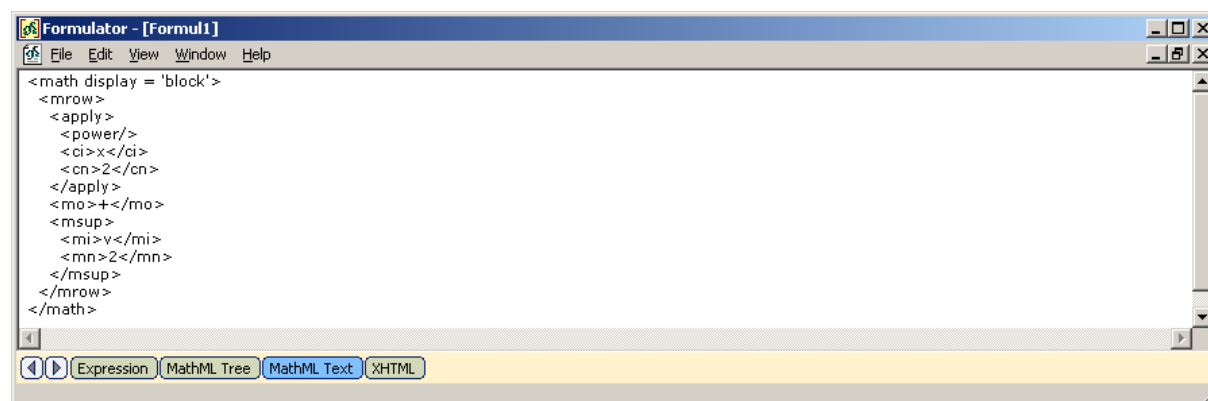 Formulator - [Formul1]
File Edit View Window Help
<math display = 'block'>
<mrow>
<apply>
<power/>
<ci>x</ci>
<cn>2</cn>
</apply>
<mo>+</mo>
<msup>
<mi>v</mi>
<mn>2</mn>
</msup>
</mrow>
</math>
Expression MathML Tree MathML Text XHTML